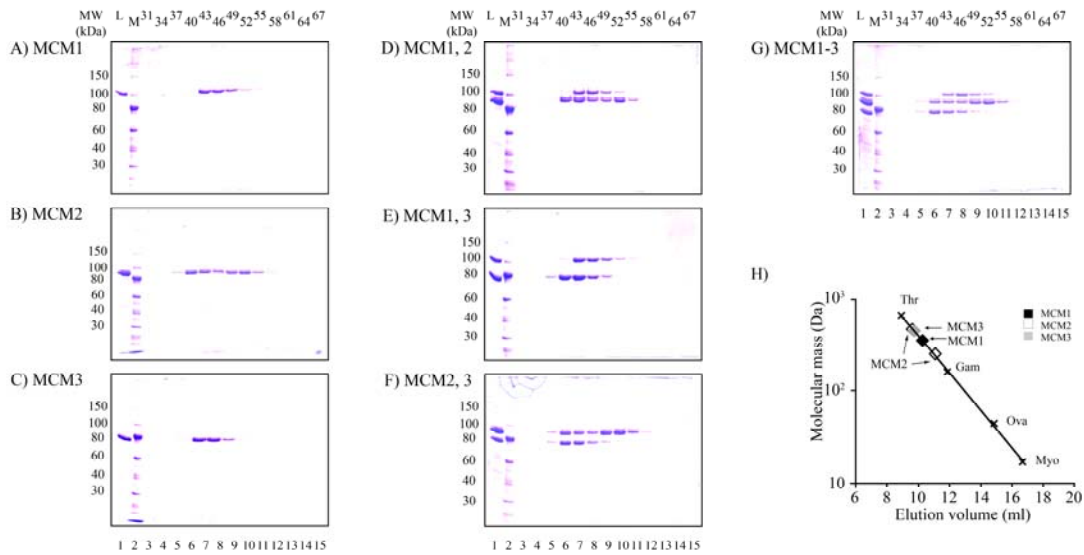 MW (kDa) L M 31 34 37 40 43 46 49 52 55 58 61 64 67
A) MCM1
150
100
80
60
40
30
B) MCM2
150
100
80
60
40
30
C) MCM3
150
100
80
60
40
30
1 2 3 4 5 6 7 8 9 10 11 12 13 14 15
MW (kDa) L M 31 34 37 40 43 46 49 52 55 58 61 64 67
D) MCM1, 2
150
100
80
60
40
30
E) MCM1, 3
150
100
80
60
40
30
F) MCM2, 3
150
100
80
60
40
30
1 2 3 4 5 6 7 8 9 10 11 12 13 14 15
MW (kDa) L M 31 34 37 40 43 46 49 52 55 58 61 64 67
G) MCM1-3
150
100
80
60
40
30
1 2 3 4 5 6 7 8 9 10 11 12 13 14 15
H)
Molecular mass (Da)
10³
10²
10
Thr
MCM3
MCM1
MCM2
Gam
Ova
Myo
MCM1
MCM2
MCM3
6 8 10 12 14 16 18 20
Elution volume (ml)